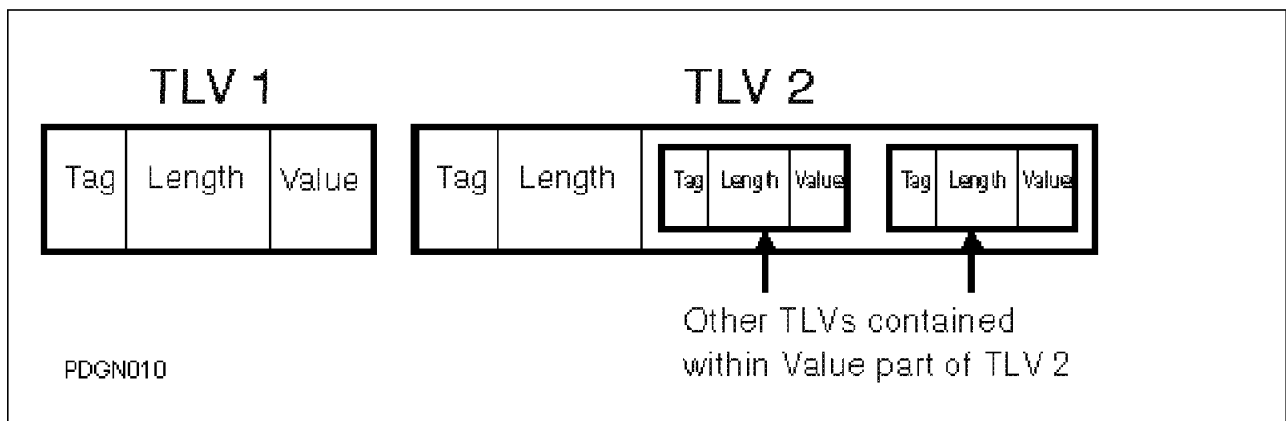 TLV 1
TLV 2
Tag Length Value
Tag Length
Tag Length Value
Tag Length Value
Other TLVs contained
within Value part of TLV 2
PDGN010